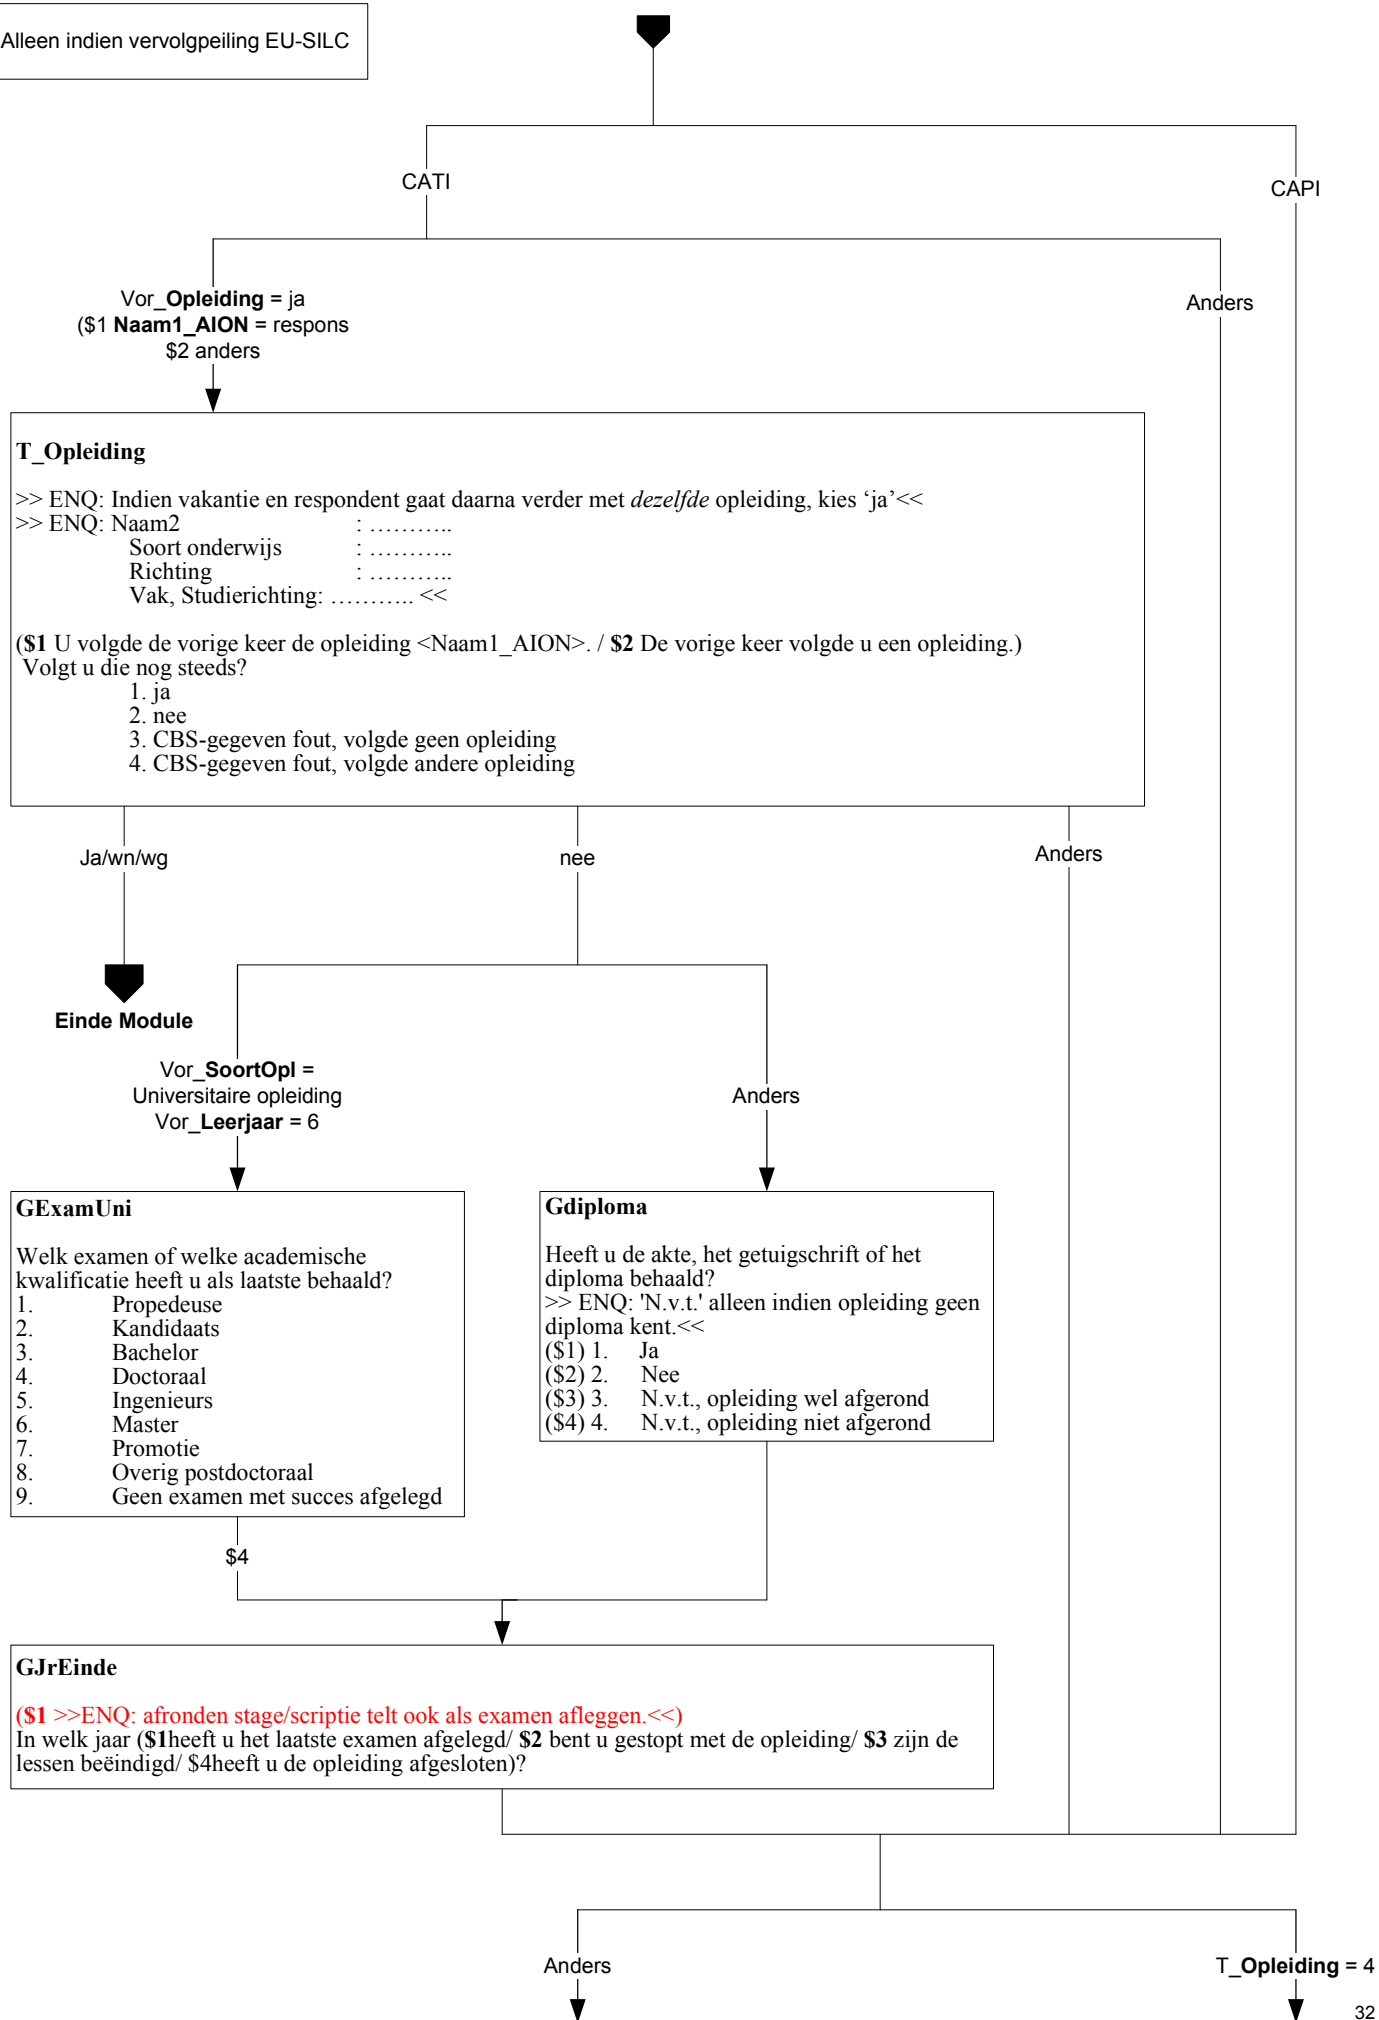 Alleen indien vervolgpeiling EU-SILC
CATI
CAPI
Vor_Opleiding = ja
($1 Naam1_AION = respons
$2 anders
Anders
T_Opleiding
>> ENQ: Indien vakantie en respondent gaat daarna verder met dezelfde opleiding, kies ‘ja’<<
>> ENQ: Naam2 : ………..
Soort onderwijs : ………..
Richting : ………..
Vak, Studierichting: ……….. <<
($1 U volgde de vorige keer de opleiding <Naam1_AION>. / $2 De vorige keer volgde u een opleiding.)
Volgt u die nog steeds?
1. ja
2. nee
3. CBS-gegeven fout, volgde geen opleiding
4. CBS-gegeven fout, volgde andere opleiding
Ja/wn/wg
nee
Anders
Einde Module
Vor_SoortOpl =
Universitaire opleiding
Vor_Leerjaar = 6
Anders
GExamUni
Welk examen of welke academische
kwalificatie heeft u als laatste behaald?
1. Propedeuse
2. Kandidaats
3. Bachelor
4. Doctoraal
5. Ingenieurs
6. Master
7. Promotie
8. Overig postdoctoraal
9. Geen examen met succes afgelegd
Gdiploma
Heeft u de akte, het getuigschrift of het
diploma behaald?
>> ENQ: 'N.v.t.' alleen indien opleiding geen
diploma kent.<<
($1) 1. Ja
($2) 2. Nee
($3) 3. N.v.t., opleiding wel afgerond
($4) 4. N.v.t., opleiding niet afgerond
$4
GJrEinde
($1 >>ENQ: afronden stage/scriptie telt ook als examen afleggen.<<)
In welk jaar ($1heeft u het laatste examen afgelegd/ $2 bent u gestopt met de opleiding/ $3 zijn de
lessen beëindigd/ $4heeft u de opleiding afgesloten)?
Anders
T_Opleiding = 4
32